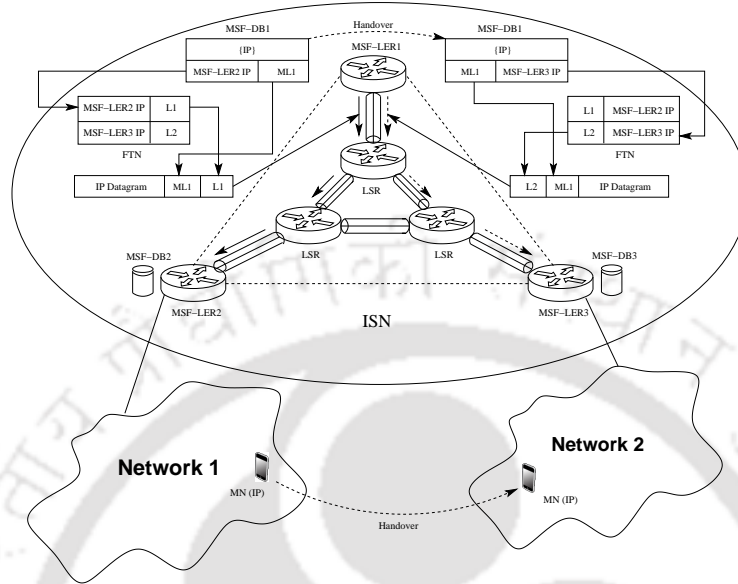 MSF−DB1
Handover
MSF−DB1
{IP}
MSF−LER1
{IP}
MSF−LER2 IP ML1
ML1 MSF−LER3 IP
MSF−LER2 IP L1
L1 MSF−LER2 IP
MSF−LER3 IP L2
L2 MSF−LER3 IP
FTN
FTN
IP Datagram ML1 L1
LSR
L2 ML1 IP Datagram
LSR
LSR
MSF−DB2
MSF−DB3
MSF−LER2
MSF−LER3
ISN
Network 1
Network 2
MN (IP)
MN (IP)
Handover